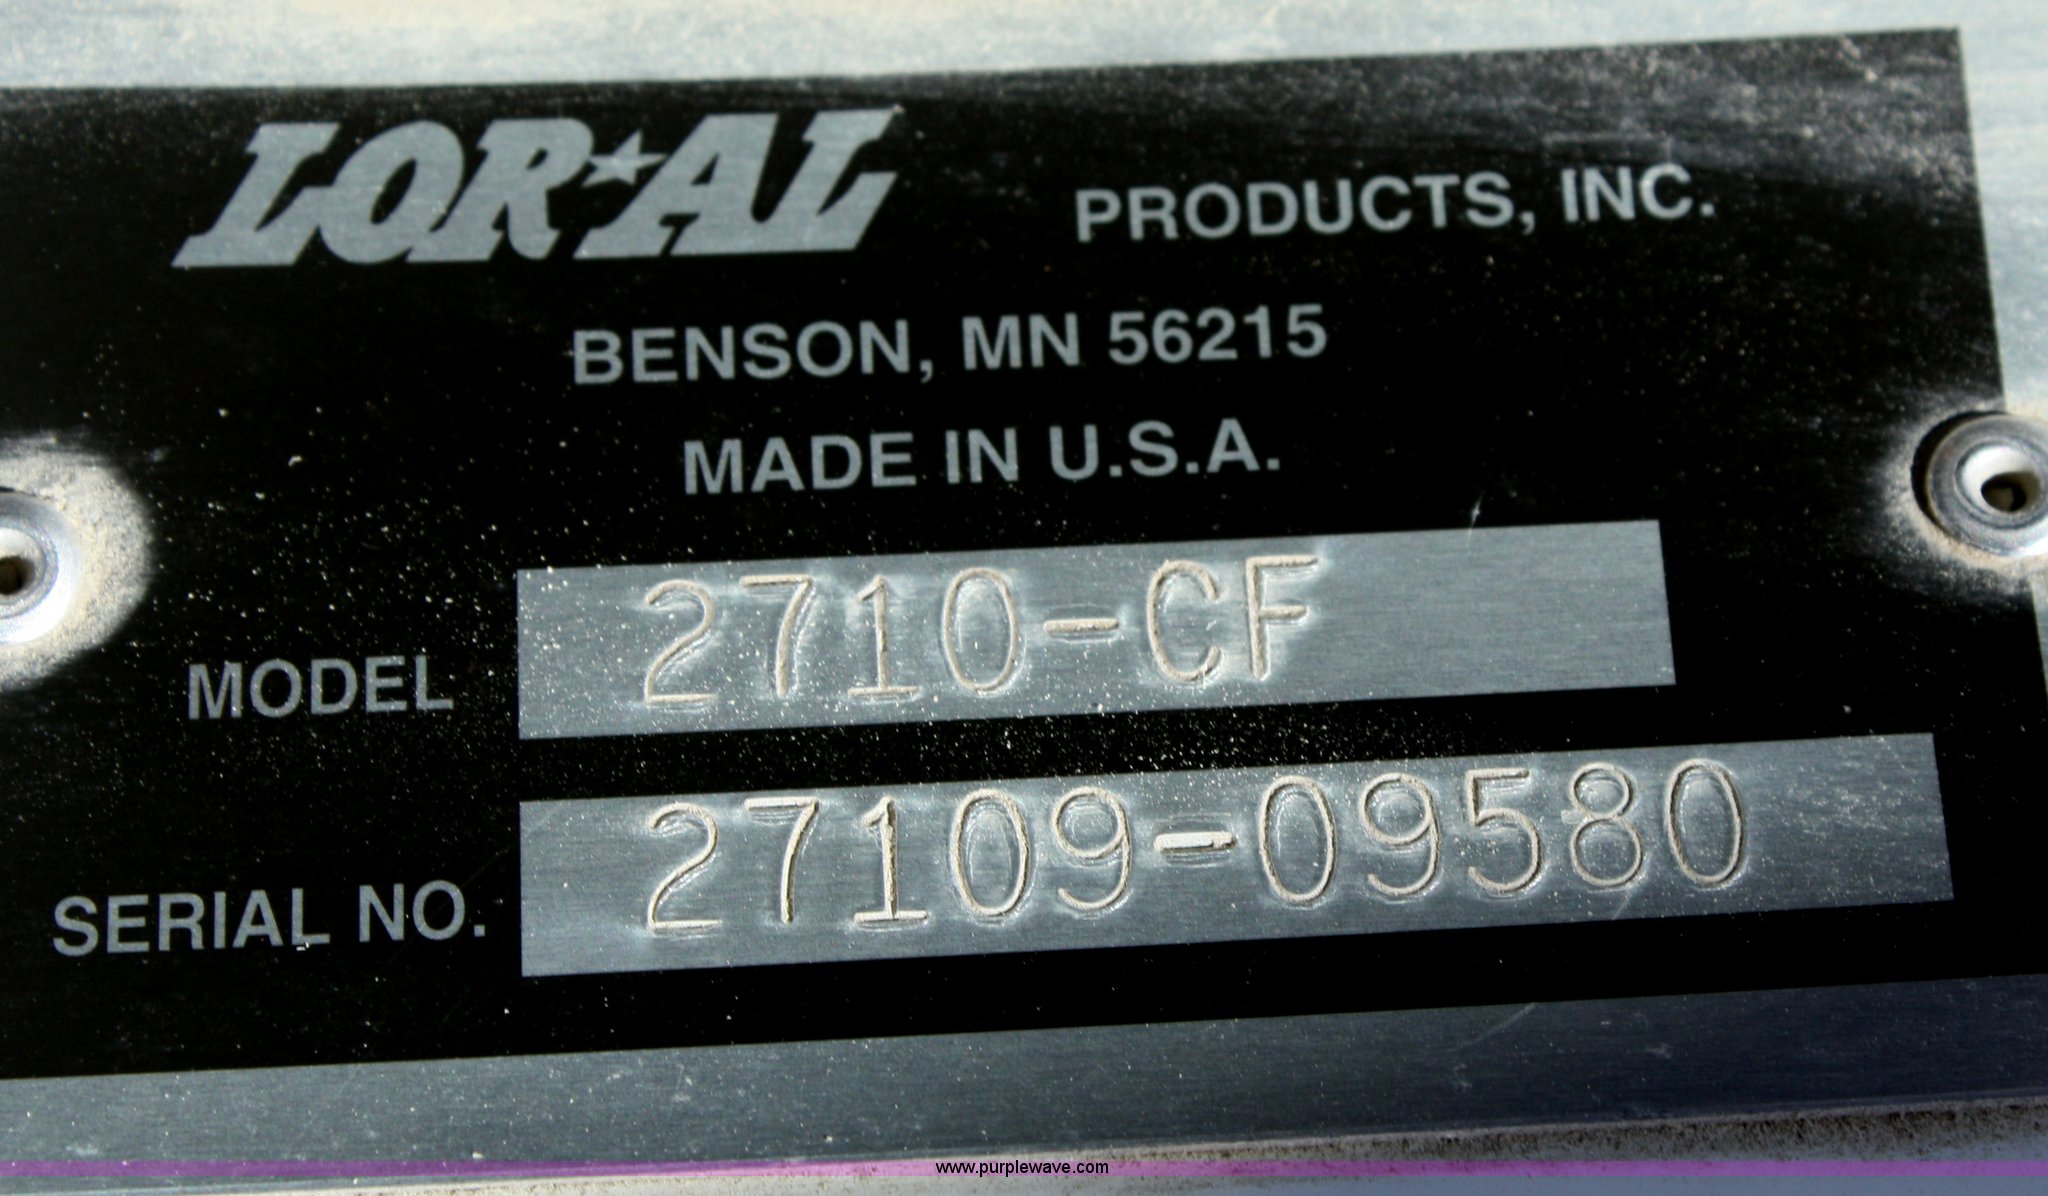 LOR★AL PRODUCTS, INC.
BENSON, MN 56215
MADE IN U.S.A.
MODEL 2710-CF
SERIAL NO. 27109-09580
www.purplewave.com